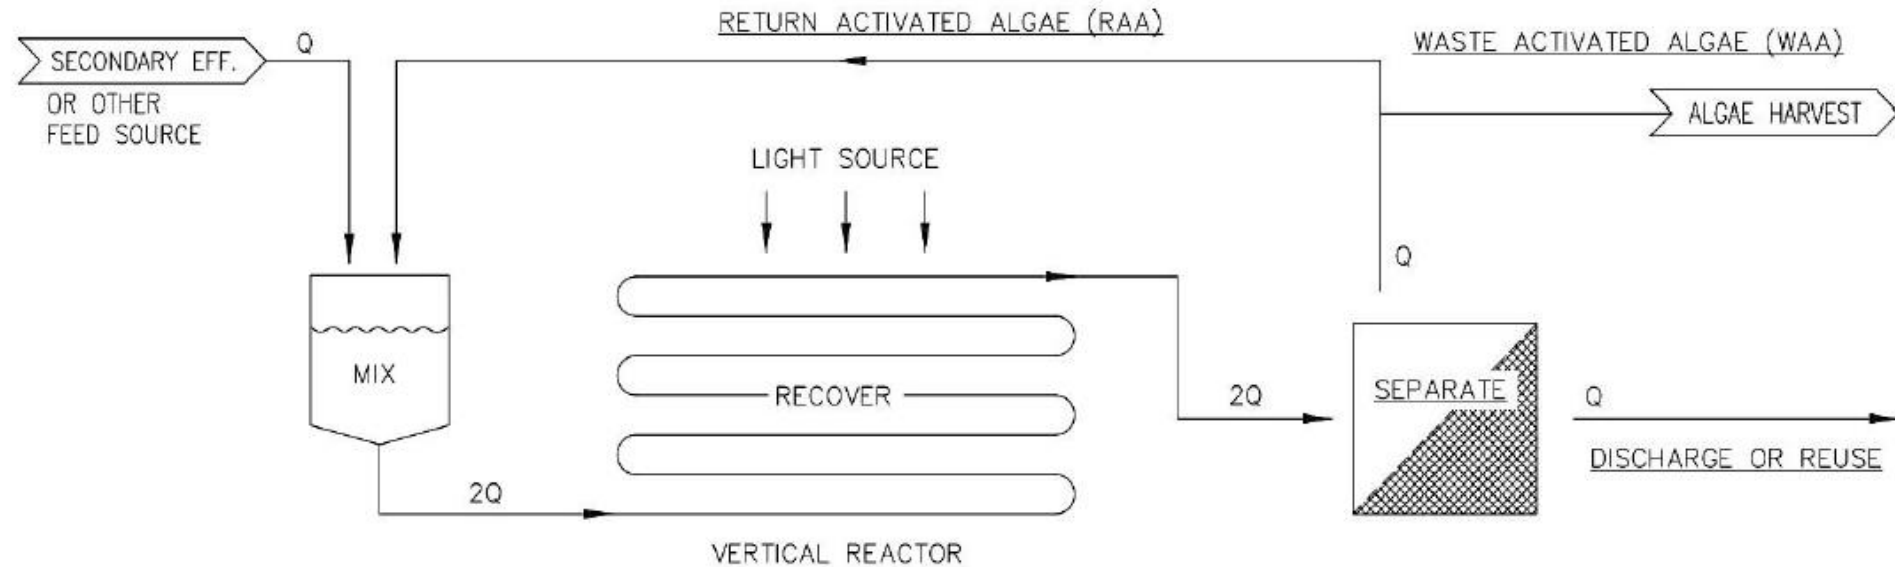 RETURN ACTIVATED ALGAE (RAA)
Q
WASTE ACTIVATED ALGAE (WAA)
SECONDARY EFF.
OR OTHER
FEED SOURCE
ALGAE HARVEST
LIGHT SOURCE
Q
MIX
RECOVER
2Q
SEPARATE
Q
DISCHARGE OR REUSE
2Q
VERTICAL REACTOR